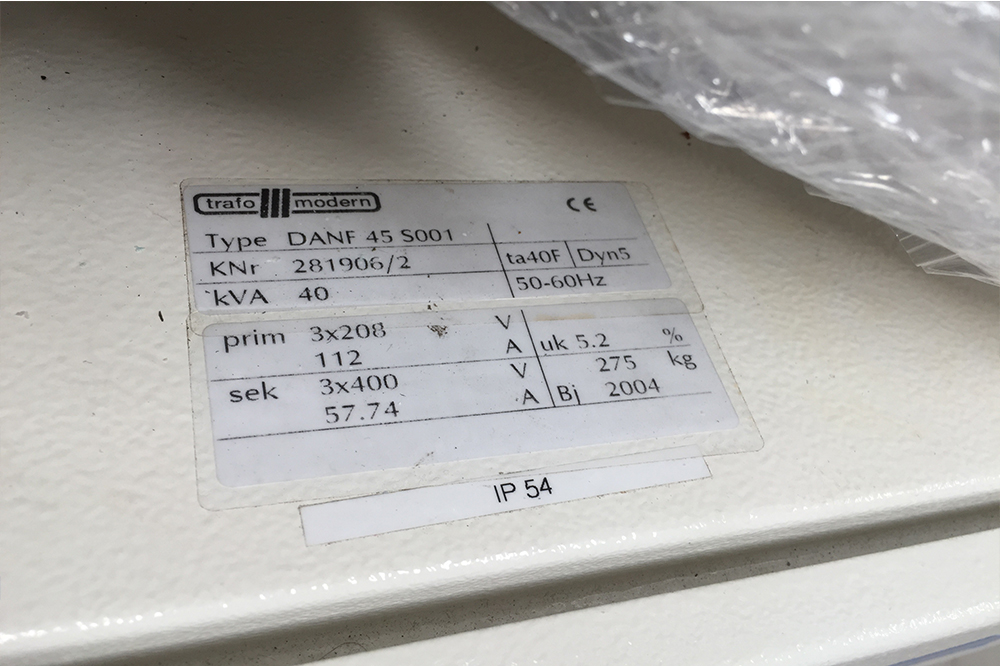 trafo modern CE
Type DANF 45 S001
KNr 281906/2 ta40F Dyn5
kVA 40 50-60Hz
prim 3x208 V
112 A uk 5.2 %
sek 3x400 V 275 kg
57.74 A Bj 2004
IP 54